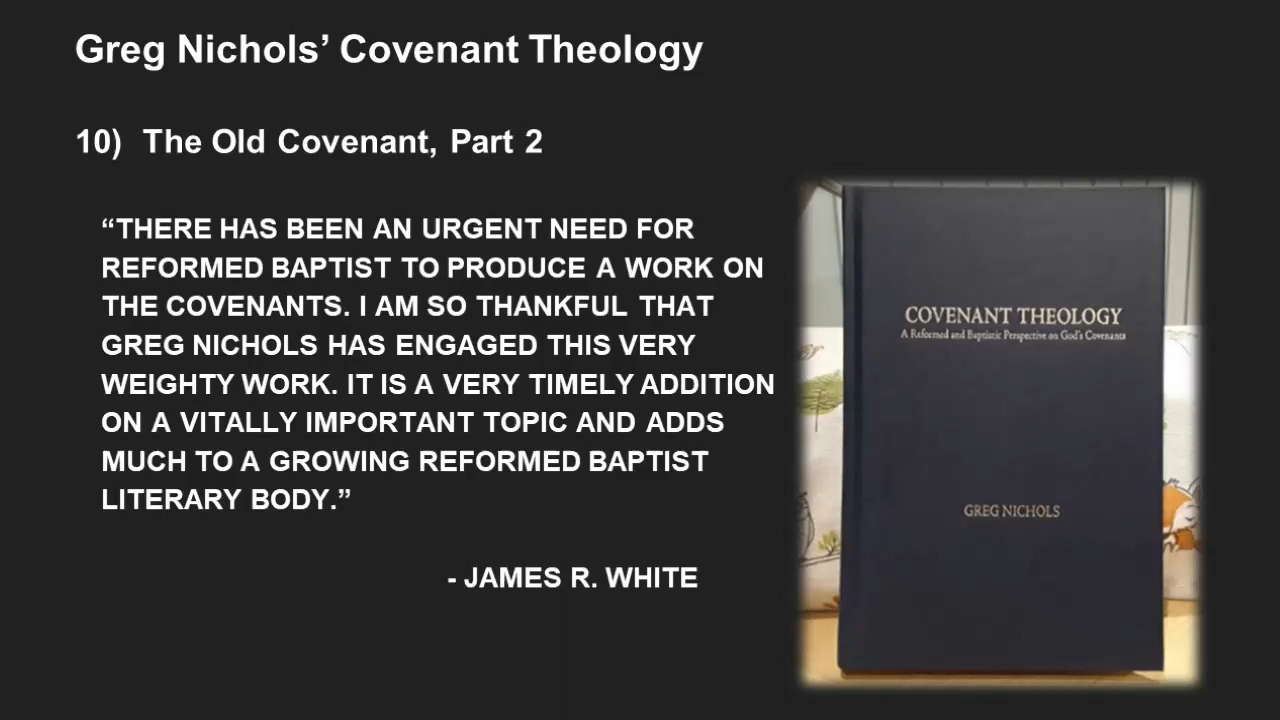 Greg Nichols’ Covenant Theology
10) The Old Covenant, Part 2
“THERE HAS BEEN AN URGENT NEED FOR
REFORMED BAPTIST TO PRODUCE A WORK ON
THE COVENANTS. I AM SO THANKFUL THAT
GREG NICHOLS HAS ENGAGED THIS VERY
WEIGHTY WORK. IT IS A VERY TIMELY ADDITION
ON A VITALLY IMPORTANT TOPIC AND ADDS
MUCH TO A GROWING REFORMED BAPTIST
LITERARY BODY.”
- JAMES R. WHITE
COVENANT THEOLOGY
A Reformed and Baptistic Perspective on God's Covenants
GREG NICHOLS